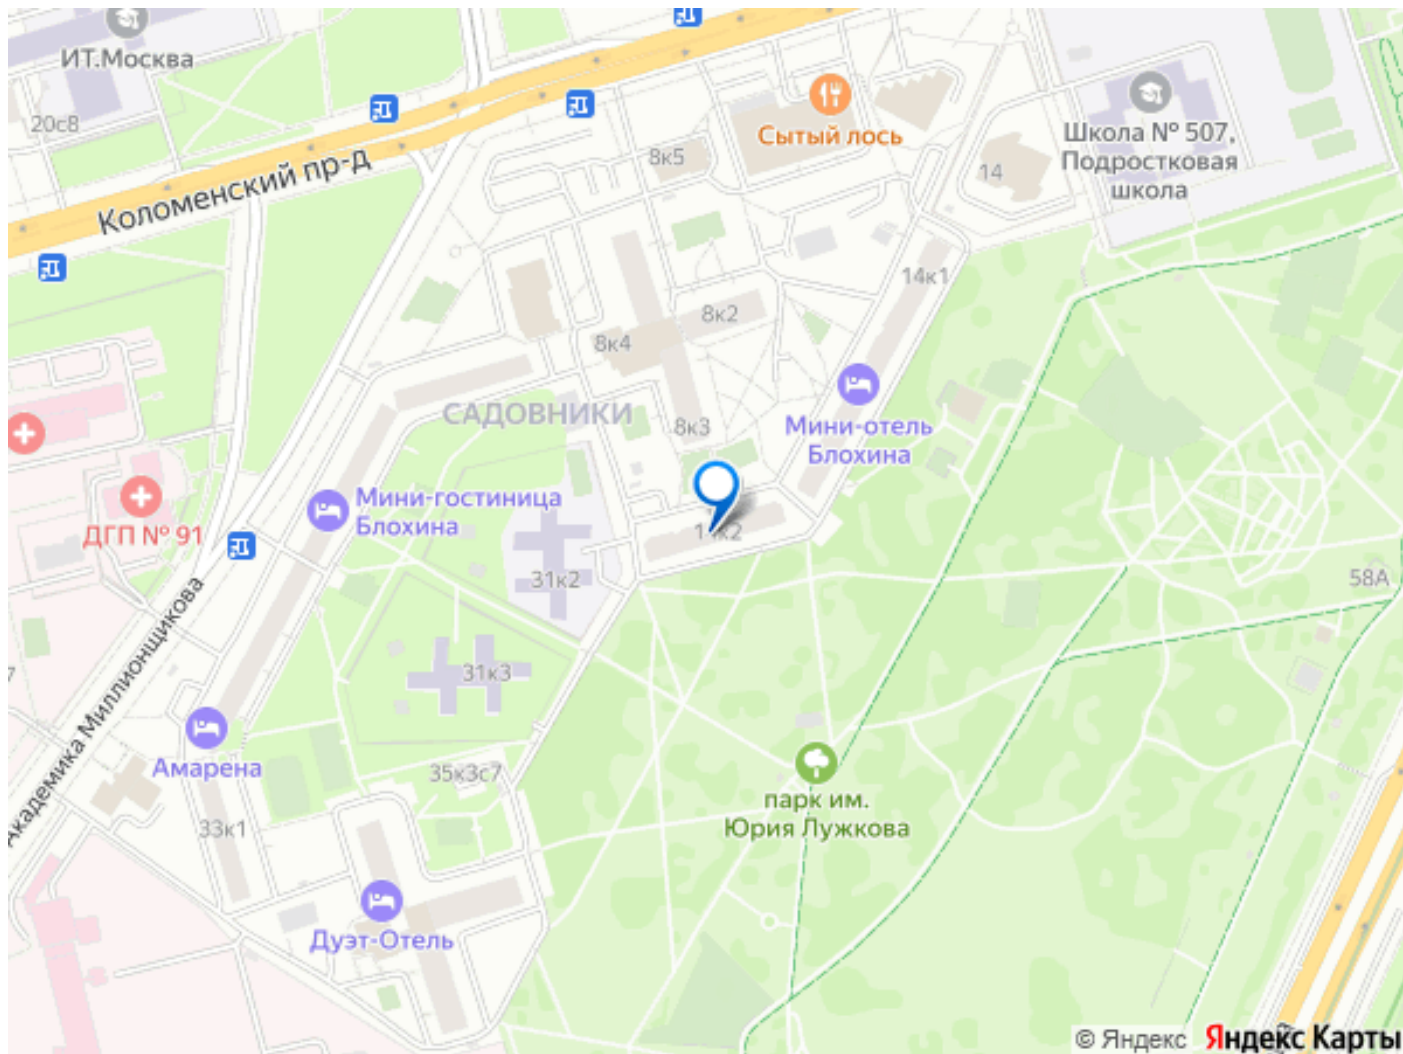 ИТ.Москва
20с8
Коломенский пр-д
8к5
Сытый лось
14
Школа № 507,
Подростковая
школа
14к1
8к2
8к4
САДОВНИКИ
8к3
Мини-отель
Блохина
Мини-гостиница
Блохина
ДГП № 91
14к2
31к2
58А
Академика Миллионщикова
31к3
Амарена
35к3с7
парк им.
Юрия Лужкова
33к1
Дуэт-Отель
© Яндекс Яндекс Карты